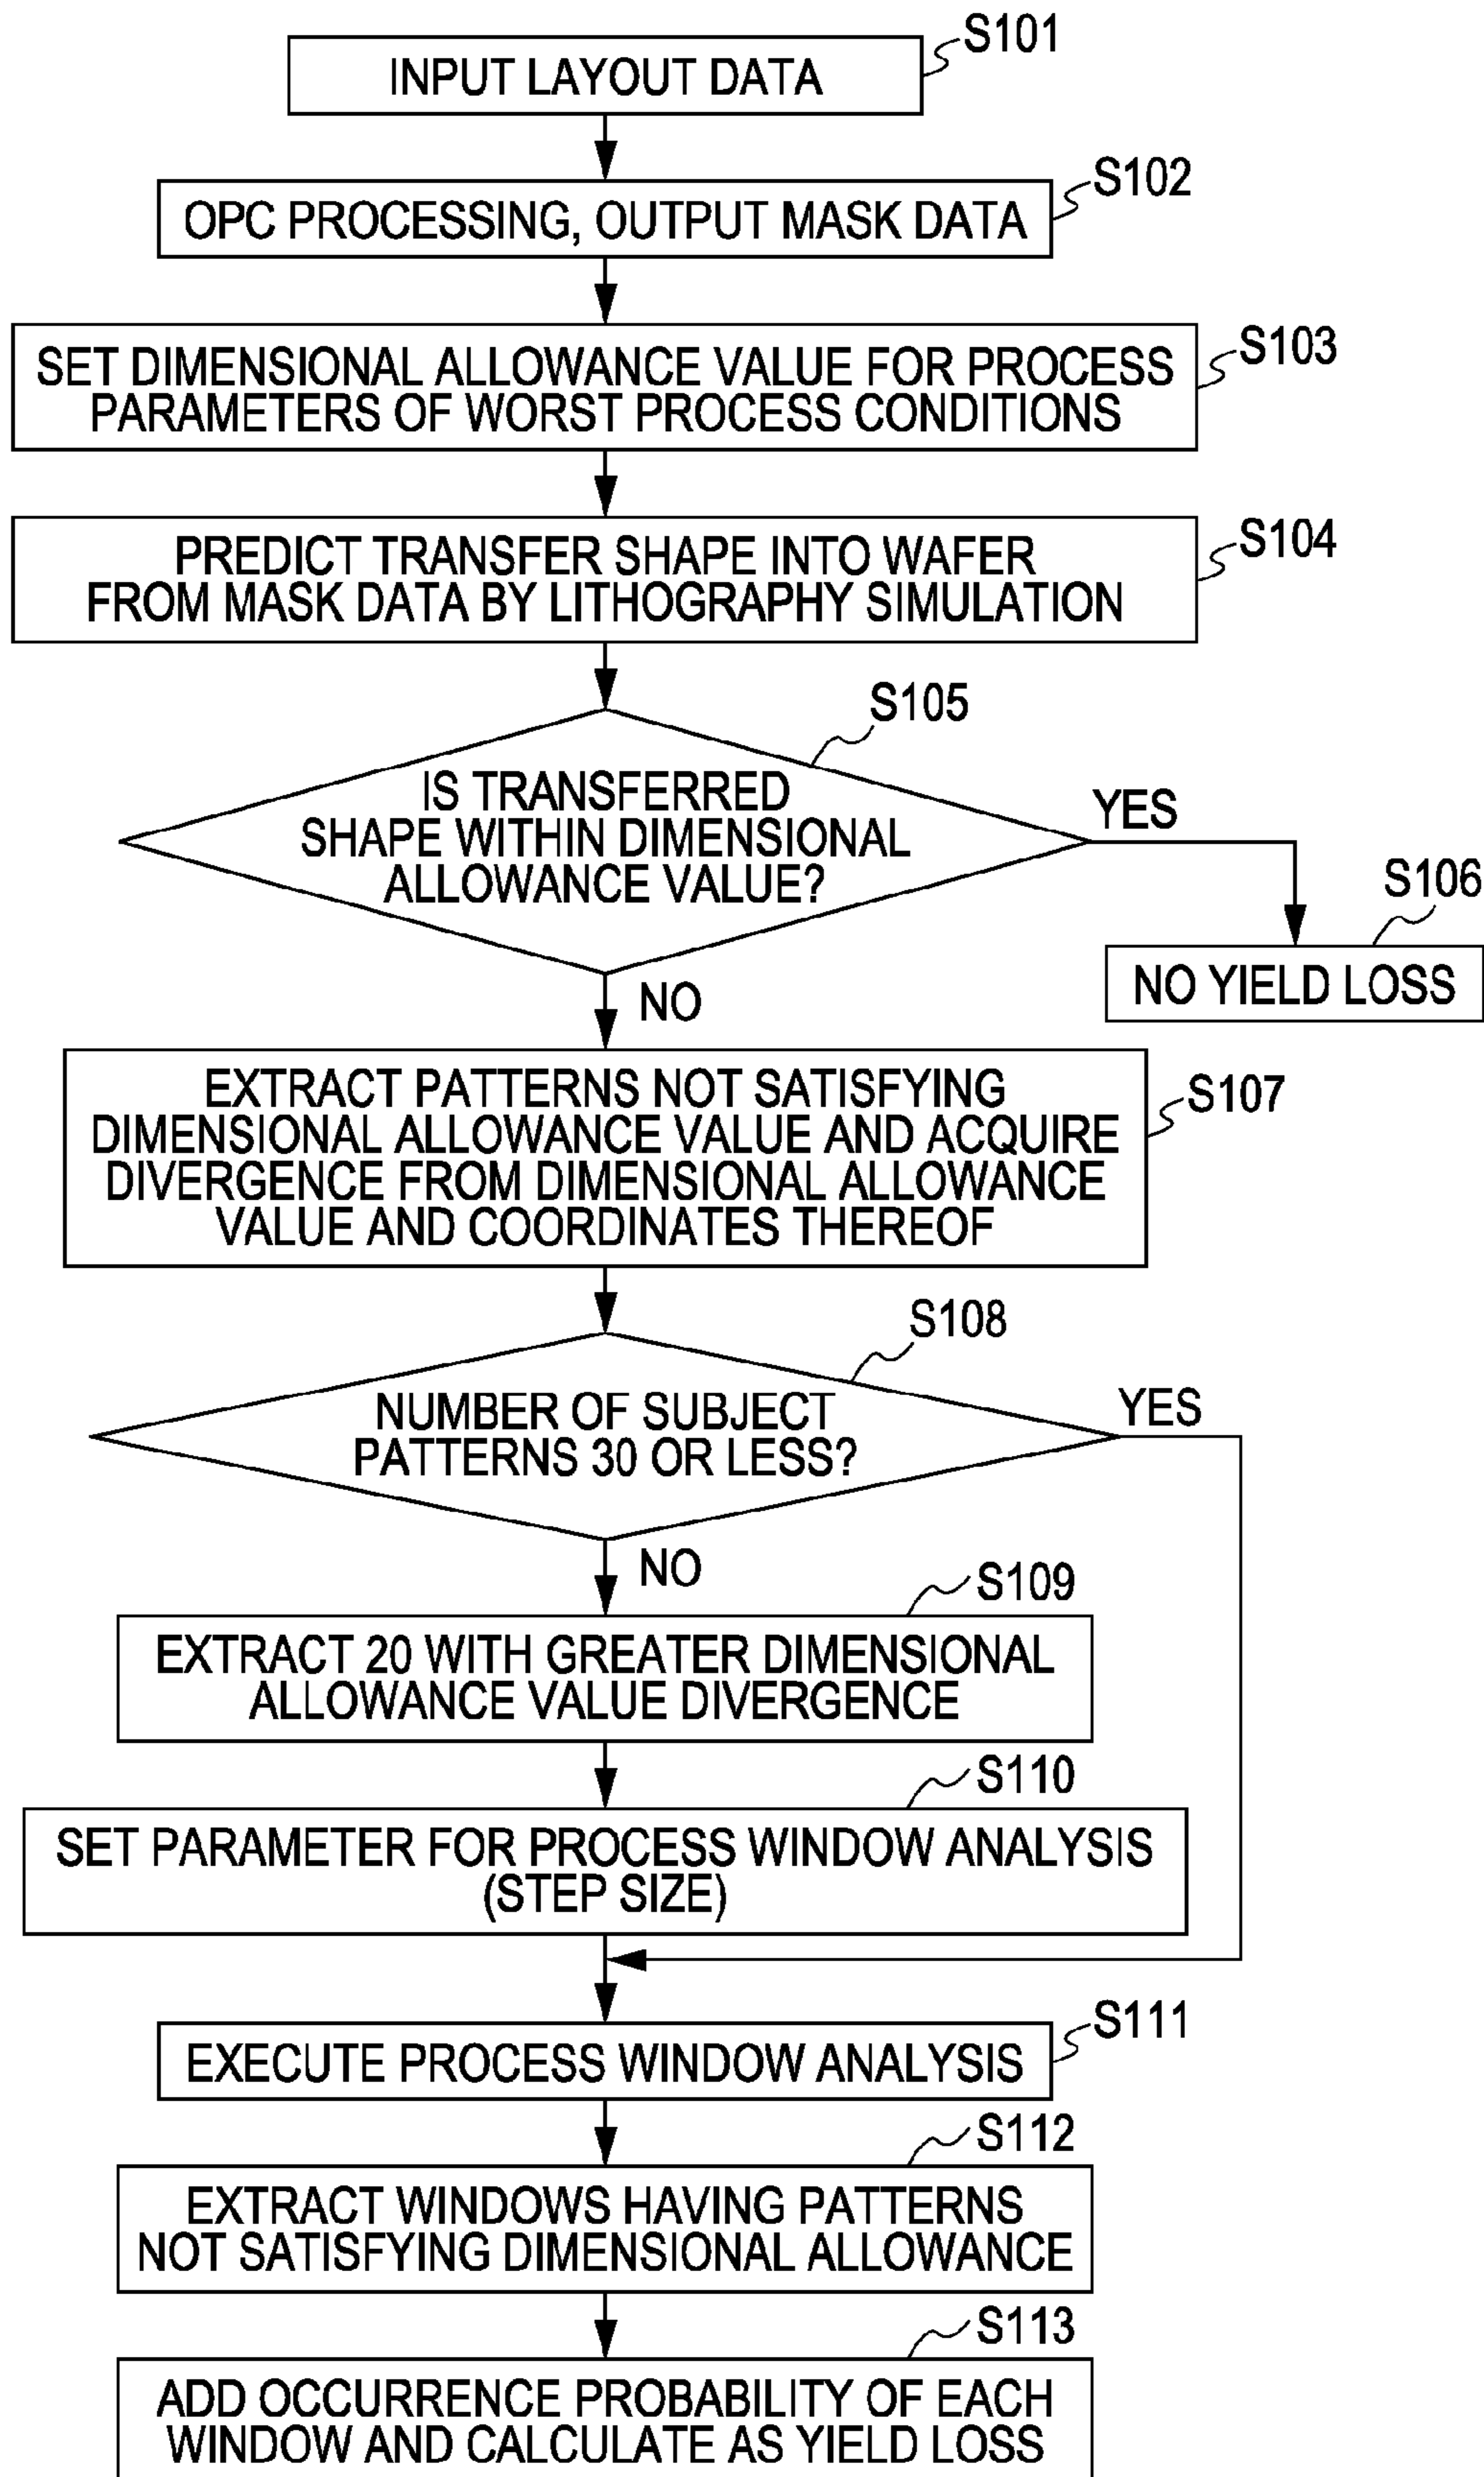 S101
INPUT LAYOUT DATA
S102
OPC PROCESSING, OUTPUT MASK DATA
S103
SET DIMENSIONAL ALLOWANCE VALUE FOR PROCESS
PARAMETERS OF WORST PROCESS CONDITIONS
S104
PREDICT TRANSFER SHAPE INTO WAFER
FROM MASK DATA BY LITHOGRAPHY SIMULATION
S105
IS TRANSFERRED
SHAPE WITHIN DIMENSIONAL
ALLOWANCE VALUE?
YES
S106
NO YIELD LOSS
NO
S107
EXTRACT PATTERNS NOT SATISFYING
DIMENSIONAL ALLOWANCE VALUE AND ACQUIRE
DIVERGENCE FROM DIMENSIONAL ALLOWANCE
VALUE AND COORDINATES THEREOF
S108
NUMBER OF SUBJECT
PATTERNS 30 OR LESS?
YES
NO
S109
EXTRACT 20 WITH GREATER DIMENSIONAL
ALLOWANCE VALUE DIVERGENCE
S110
SET PARAMETER FOR PROCESS WINDOW ANALYSIS
(STEP SIZE)
S111
EXECUTE PROCESS WINDOW ANALYSIS
S112
EXTRACT WINDOWS HAVING PATTERNS
NOT SATISFYING DIMENSIONAL ALLOWANCE
S113
ADD OCCURRENCE PROBABILITY OF EACH
WINDOW AND CALCULATE AS YIELD LOSS